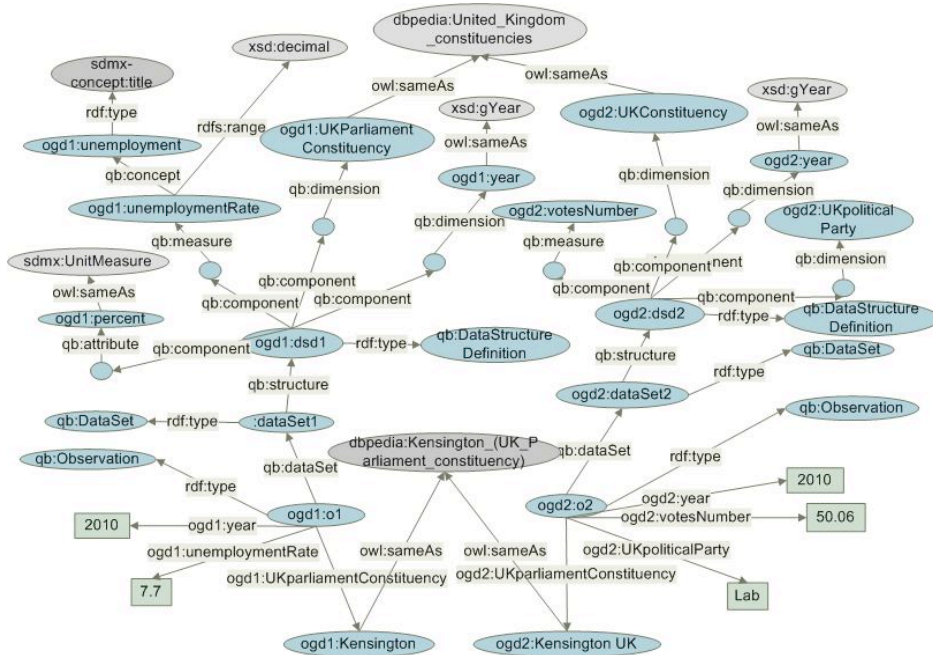 dbpedia:United_Kingdom
_constituencies
xsd:decimal
sdmx-
concept:title
owl:sameAs
owl:sameAs
xsd:gYear
xsd:gYear
rdf:type
rdfs:range
ogd1:UKParliament
Constituency
owl:sameAs
ogd2:UKConstituency
owl:sameAs
ogd1:unemployment
ogd2:year
qb:concept
qb:dimension
ogd1:year
qb:dimension
qb:dimension
ogd1:unemploymentRate
ogd2:votesNumber
ogd2:UKpolitical
Party
qb:dimension
qb:measure
qb:measure
sdmx:UnitMeasure
qb:component
qb:component
nent
qb:dimension
owl:sameAs
qb:component
qb:component
qb:component
qb:component
ogd1:percent
ogd2:dsd2
rdf:type
qb:DataStructure
Definition
qb:attribute
qb:component
ogd1:dsd1
rdf:type
qb:DataStructure
Definition
qb:DataSet
qb:structure
qb:structure
rdf:type
ogd2:dataSet2
qb:DataSet
rdf:type
:dataSet1
qb:Observation
dbpedia:Kensington_(UK_P
arliament_constituency)
qb:Observation
qb:dataSet
qb:dataSet
rdf:type
rdf:type
2010
ogd2:o2
ogd2:year
ogd1:o1
ogd2:votesNumber
50.06
2010
ogd1:year
ogd1:unemploymentRate
owl:sameAs
owl:sameAs
ogd2:UKpoliticalParty
ogd1:UKparliamentConstituency
ogd2:UKparliamentConstituency
7.7
Lab
ogd1:Kensington
ogd2:Kensington UK